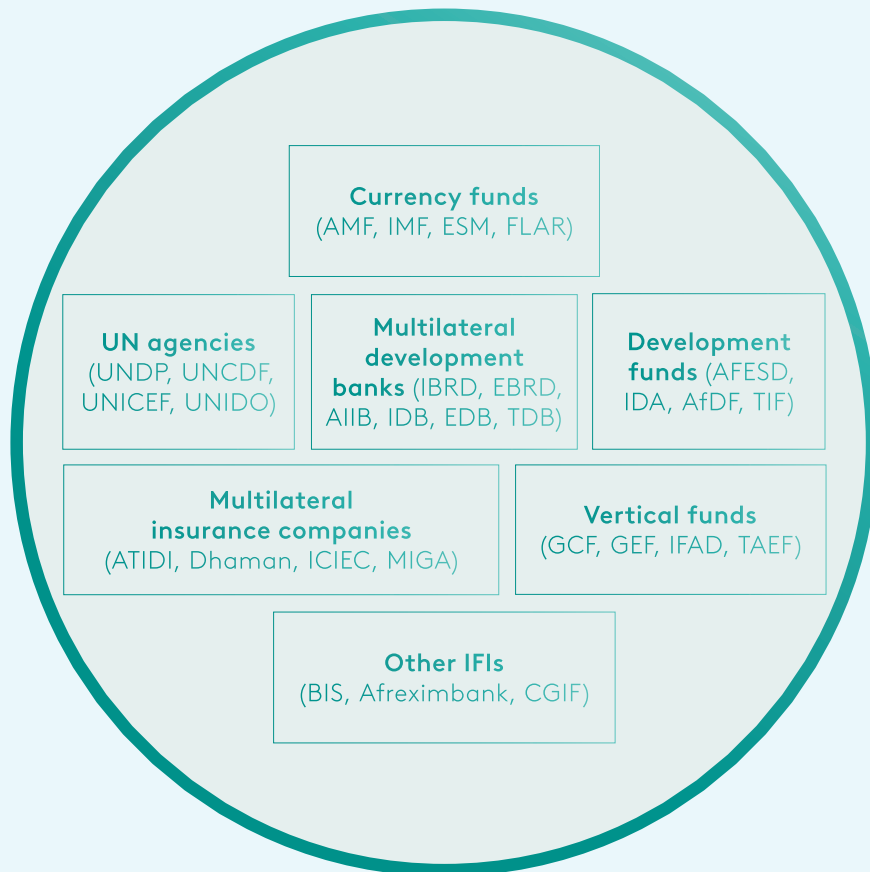 Currency funds
(AMF, IMF, ESM, FLAR)
UN agencies
(UNDP, UNCDF,
UNICEF, UNIDO)
Multilateral
development
banks (IBRD, EBRD,
AIIB, IDB, EDB, TDB)
Development
funds (AFESD,
IDA, AfDF, TIF)
Multilateral
insurance companies
(ATIDI, Dhaman, ICIEC, MIGA)
Vertical funds
(GCF, GEF, IFAD, TAEF)
Other IFIs
(BIS, Afreximbank, CGIF)